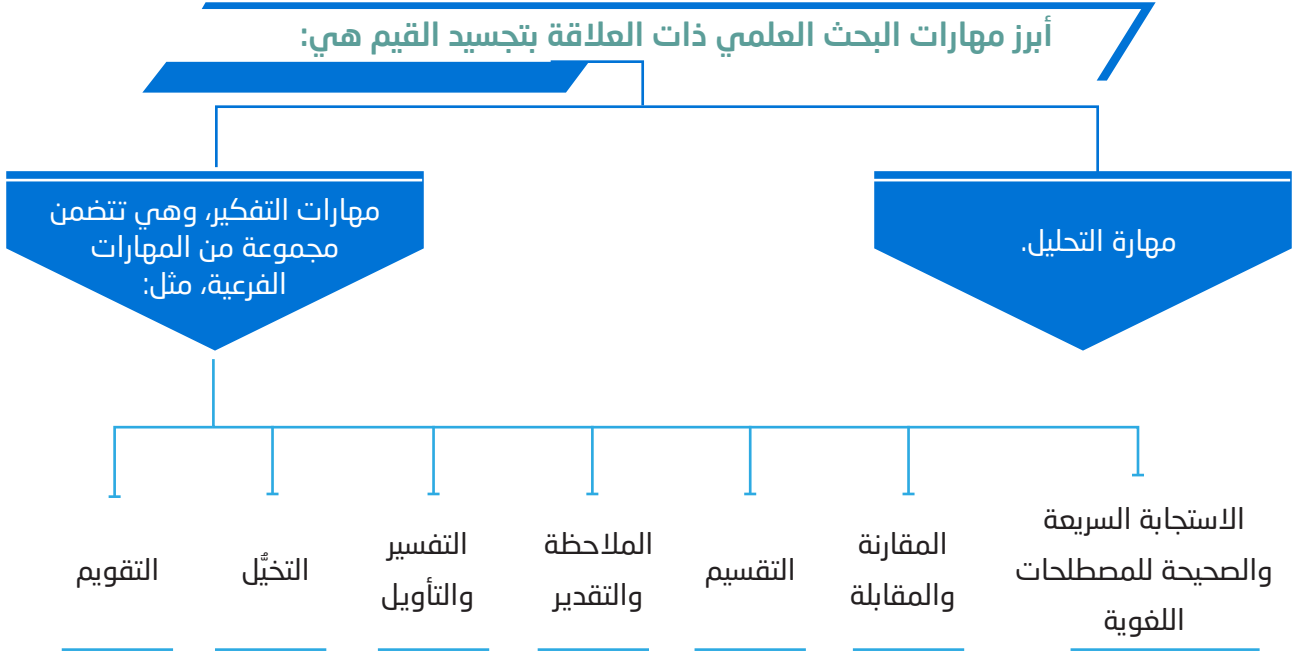 أبرز مهارات البحث العلمي ذات العلاقة بتجسيد القيم هي:
مهارة التحليل.
مهارات التفكير، وهي تتضمن
مجموعة من المهارات
الفرعية، مثل:
الاستجابة السريعة
والصحيحة للمصطلحات
اللغوية
المقارنة
والمقابلة
التقسيم
الملاحظة
والتقدير
التفسير
والتأويل
التخيُّل
التقويم